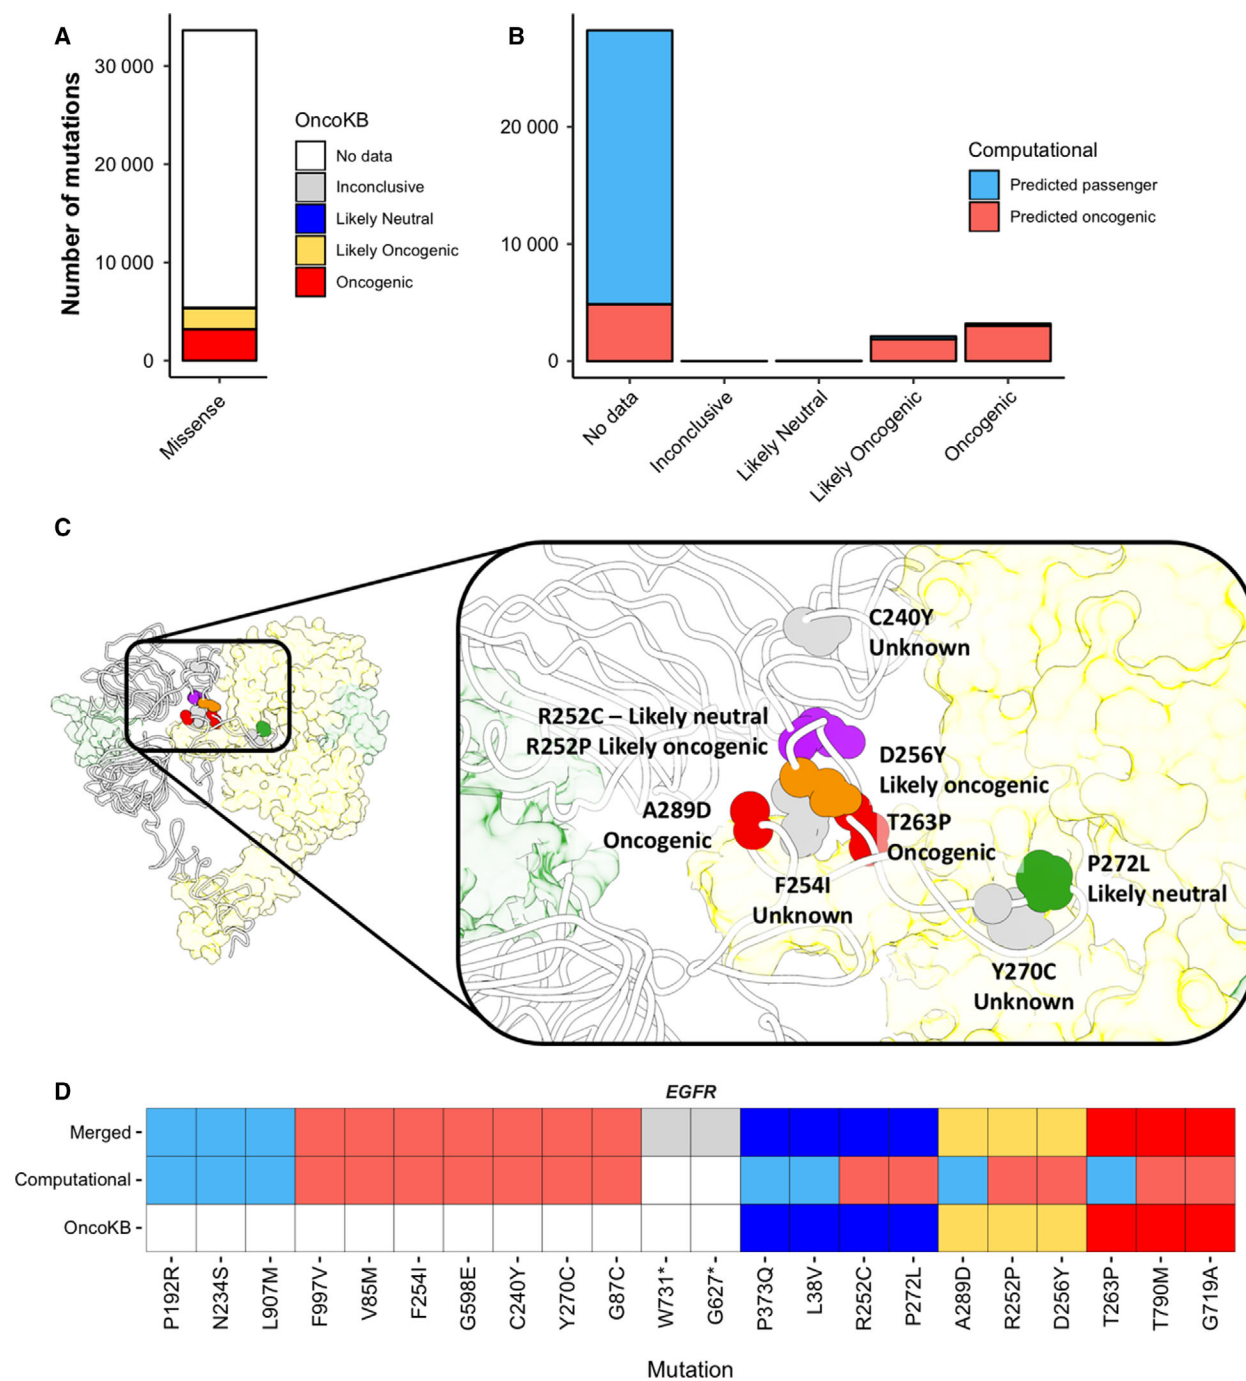 A
Number of mutations
30 000
20 000
10 000
0
Missense
OncoKB
No data
Inconclusive
Likely Neutral
Likely Oncogenic
Oncogenic
B
20 000
10 000
0
No data
Inconclusive
Likely Neutral
Likely Oncogenic
Oncogenic
Computational
Predicted passenger
Predicted oncogenic
C
C240Y
Unknown
R252C – Likely neutral
R252P Likely oncogenic
D256Y
Likely oncogenic
A289D
Oncogenic
T263P
Oncogenic
F254I
Unknown
P272L
Likely neutral
Y270C
Unknown
D
EGFR
Merged
Computational
OncoKB
P192R
N234S
L907M
F997V
V85M
F254I
G598E
C240Y
Y270C
G87C
W731*
G627*
P373Q
L38V
R252C
P272L
A289D
R252P
D256Y
T263P
T790M
G719A
Mutation